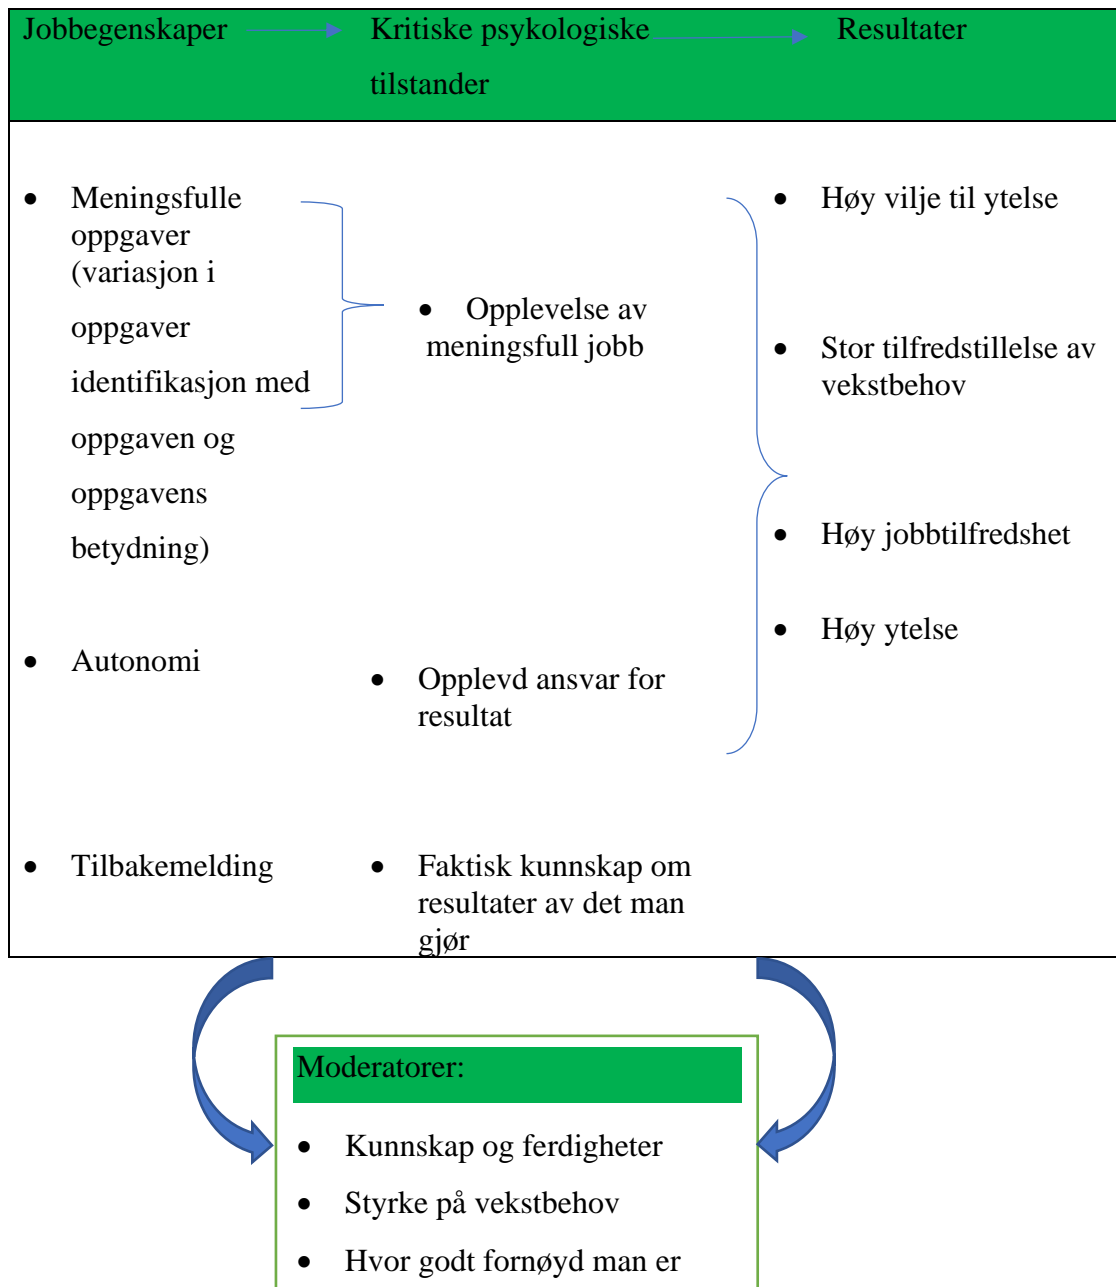 Jobbegenskaper
Kritiske psykologiske
tilstander
Resultater
Meningsfulle
oppgaver
(variasjon i
oppgaver
identifikasjon med
oppgaven og
oppgavens
betydning)
Autonomi
Tilbakemelding
Opplevelse av
meningsfull jobb
Opplevd ansvar for
resultat
Faktisk kunnskap om
resultater av det man
gjør
Høy vilje til ytelse
Stor tilfredstillelse av
vekstbehov
Høy jobbtilfredshet
Høy ytelse
Moderatorer:
Kunnskap og ferdigheter
Styrke på vekstbehov
Hvor godt fornøyd man er